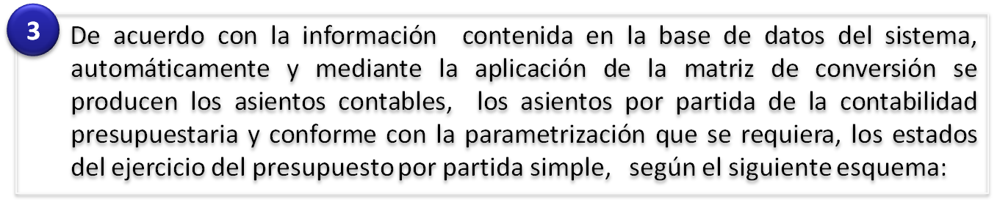 3
De acuerdo con la información contenida en la base de datos del sistema,
automáticamente y mediante la aplicación de la matriz de conversión se
producen los asientos contables, los asientos por partida de la contabilidad
presupuestaria y conforme con la parametrización que se requiera, los estados
del ejercicio del presupuesto por partida simple, según el siguiente esquema: